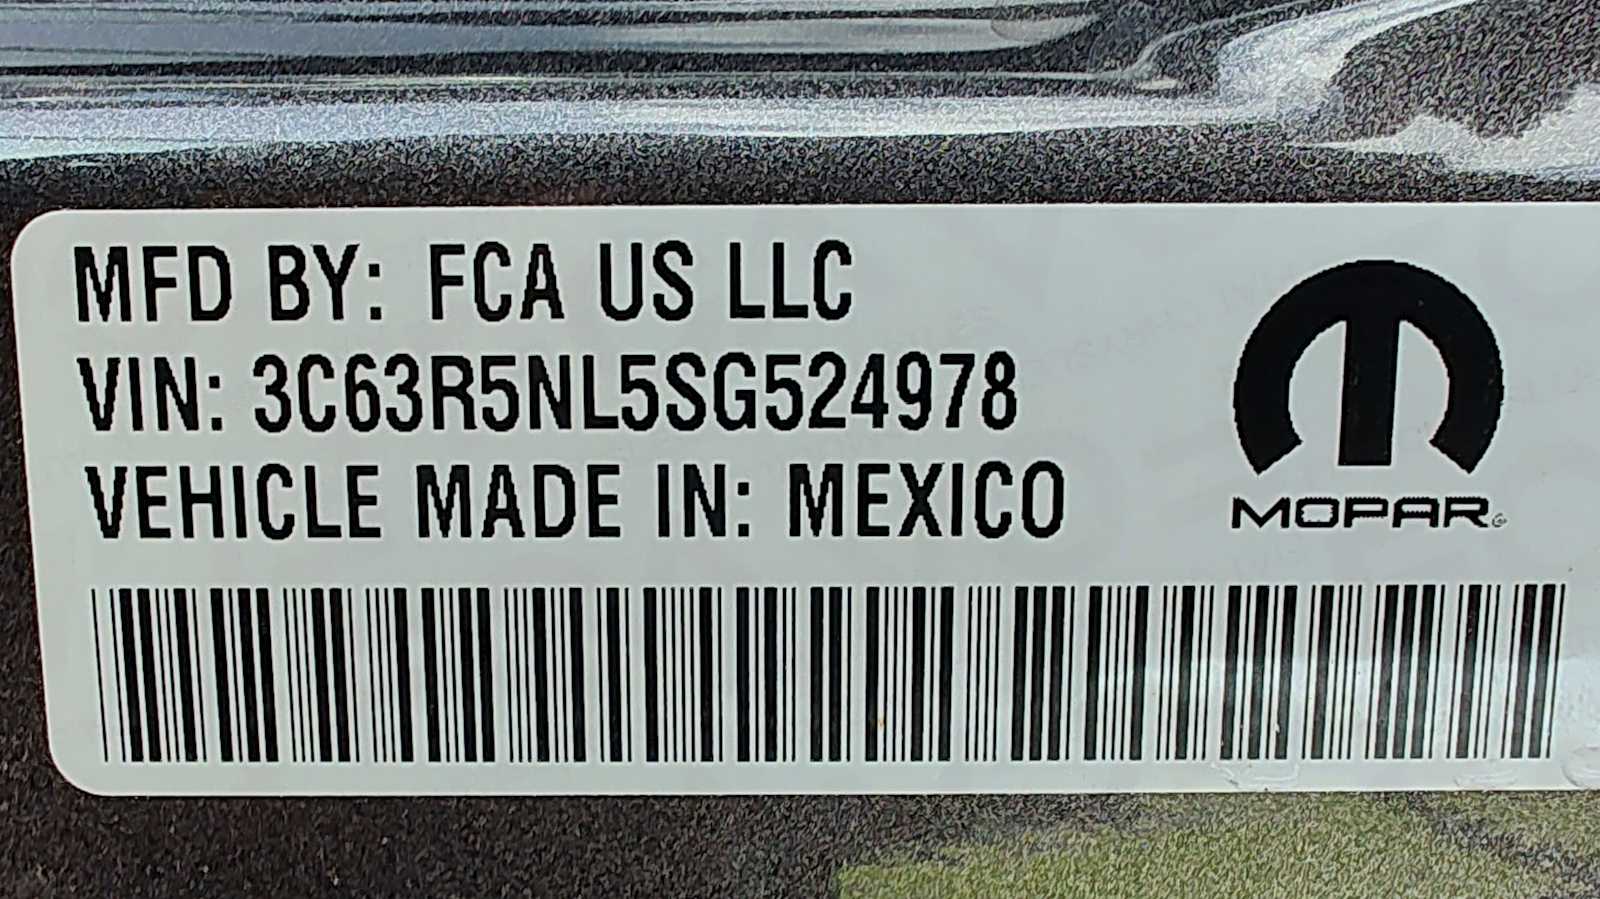 MFD BY: FCA US LLC
VIN: 3C63R5NL5SG524978
VEHICLE MADE IN: MEXICO
MOPAR®